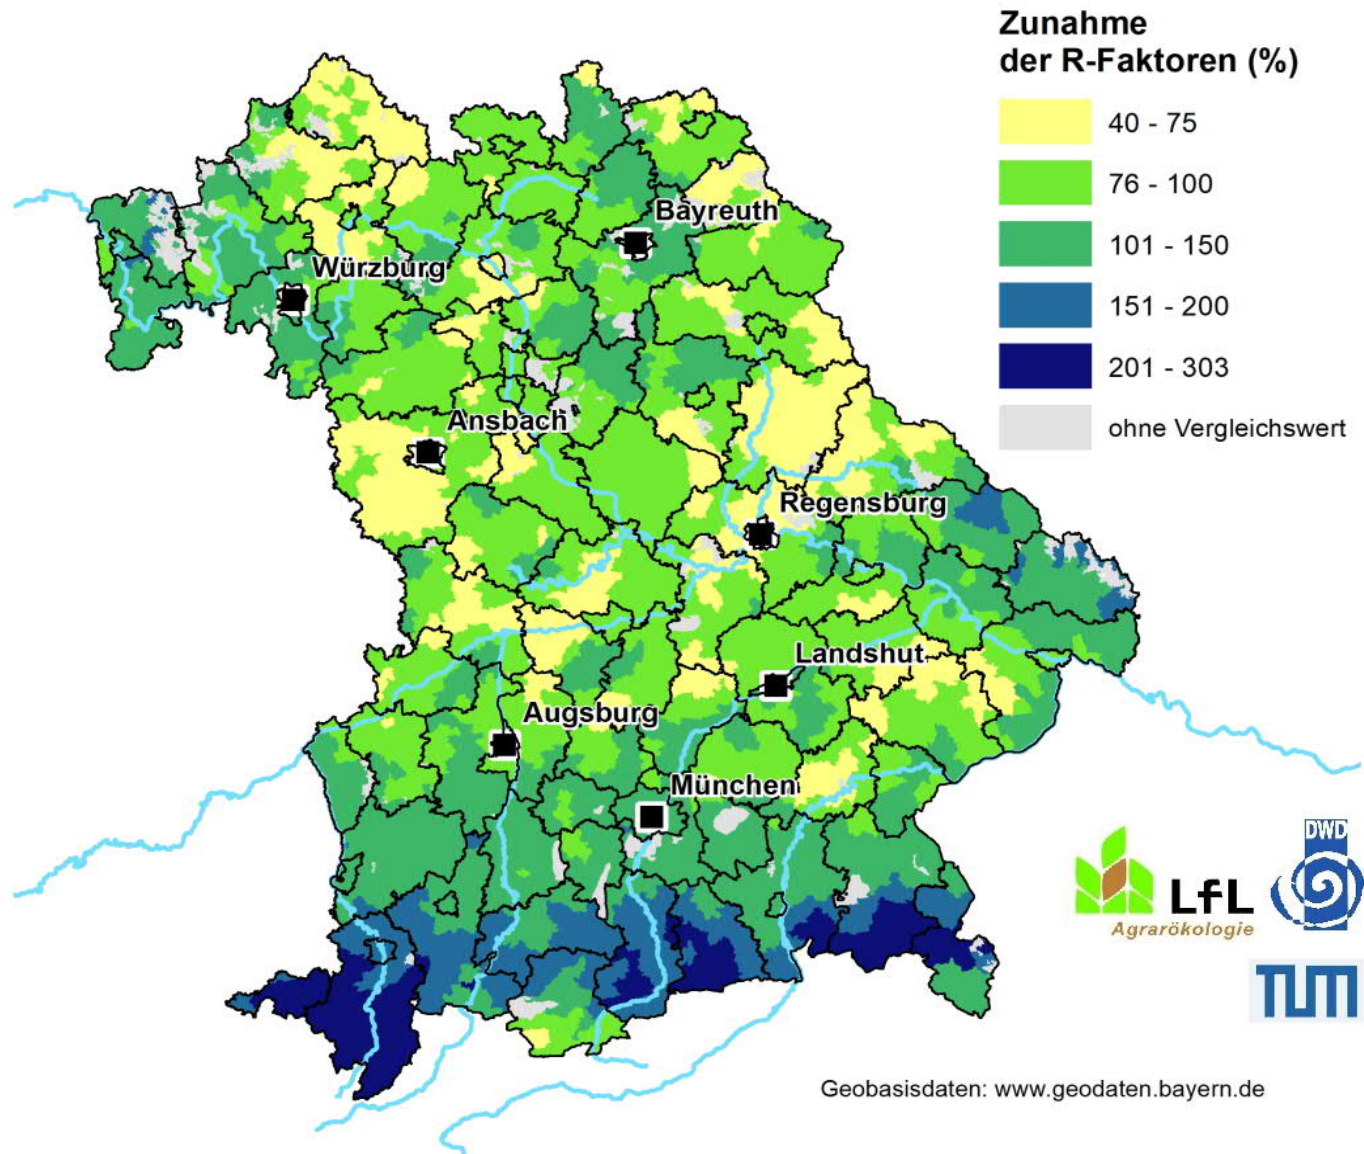 Zunahme
der R-Faktoren (%)
40 - 75
76 - 100
101 - 150
151 - 200
201 - 303
ohne Vergleichswert
Bayreuth
Würzburg
Ansbach
Regensburg
Landshut
Augsburg
München
DWD
LfL
Agrarökologie
TUM
Geobasisdaten: www.geodaten.bayern.de